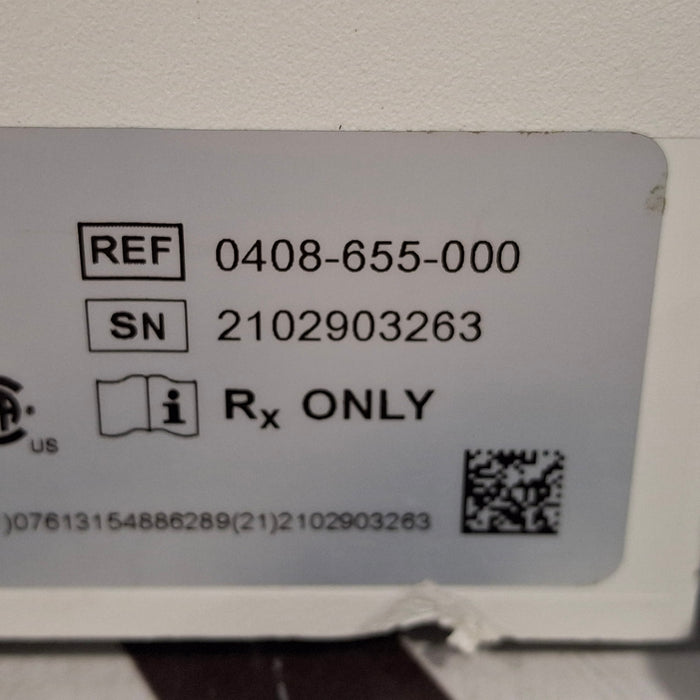 REF 0408-655-000
SN 2102903263
i Rx ONLY
US
)07613154886289(21)2102903263